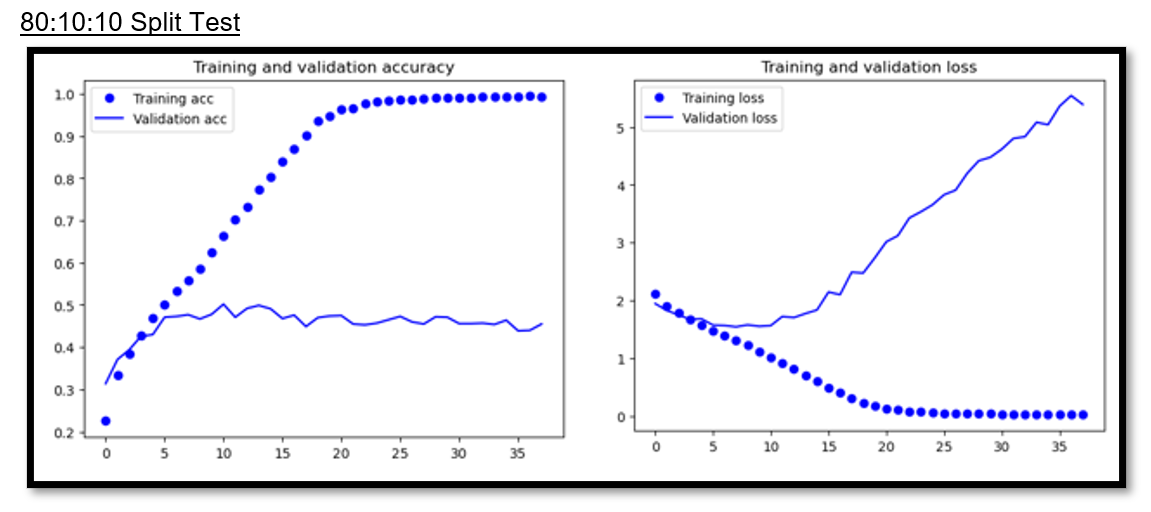 80:10:10 Split Test
Training and validation accuracy
Training acc
Validation acc
1.0
0.9
0.8
0.7
0.6
0.5
0.4
0.3
0.2
0 5 10 15 20 25 30 35
Training and validation loss
Training loss
Validation loss
5
4
3
2
1
0
0 5 10 15 20 25 30 35